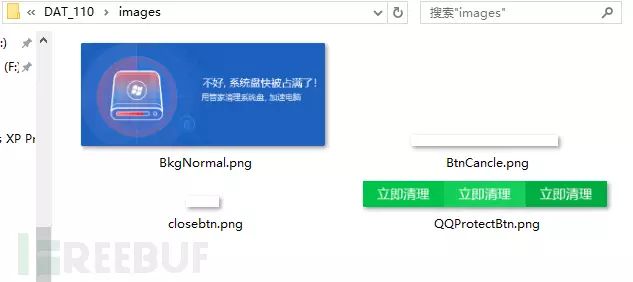 « DAT_110 › images
搜索"images"
:)
(F:)
s XP Pr
不好, 系统盘快被占满了!
用管家清理系统盘, 加速电脑
BkgNormal.png
BtnCancle.png
closebtn.png
立即清理 立即清理 立即清理
QQProtectBtn.png
FREEBUF